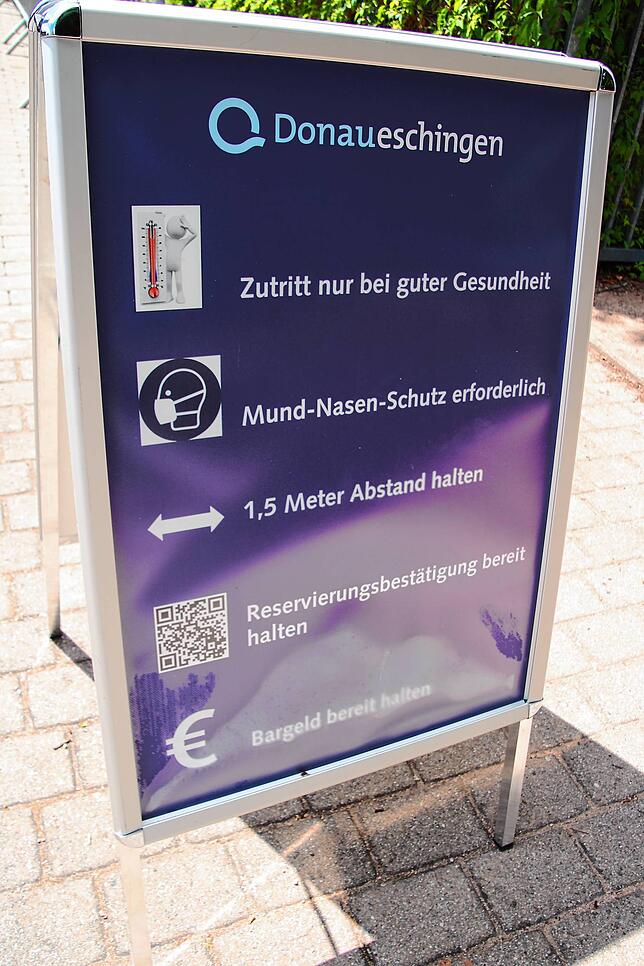 Donaueschingen
Zutritt nur bei guter Gesundheit
Mund-Nasen-Schutz erforderlich
1,5 Meter Abstand halten
Reservierungsbestätigung bereit
halten
€
Bargeld bereit halten